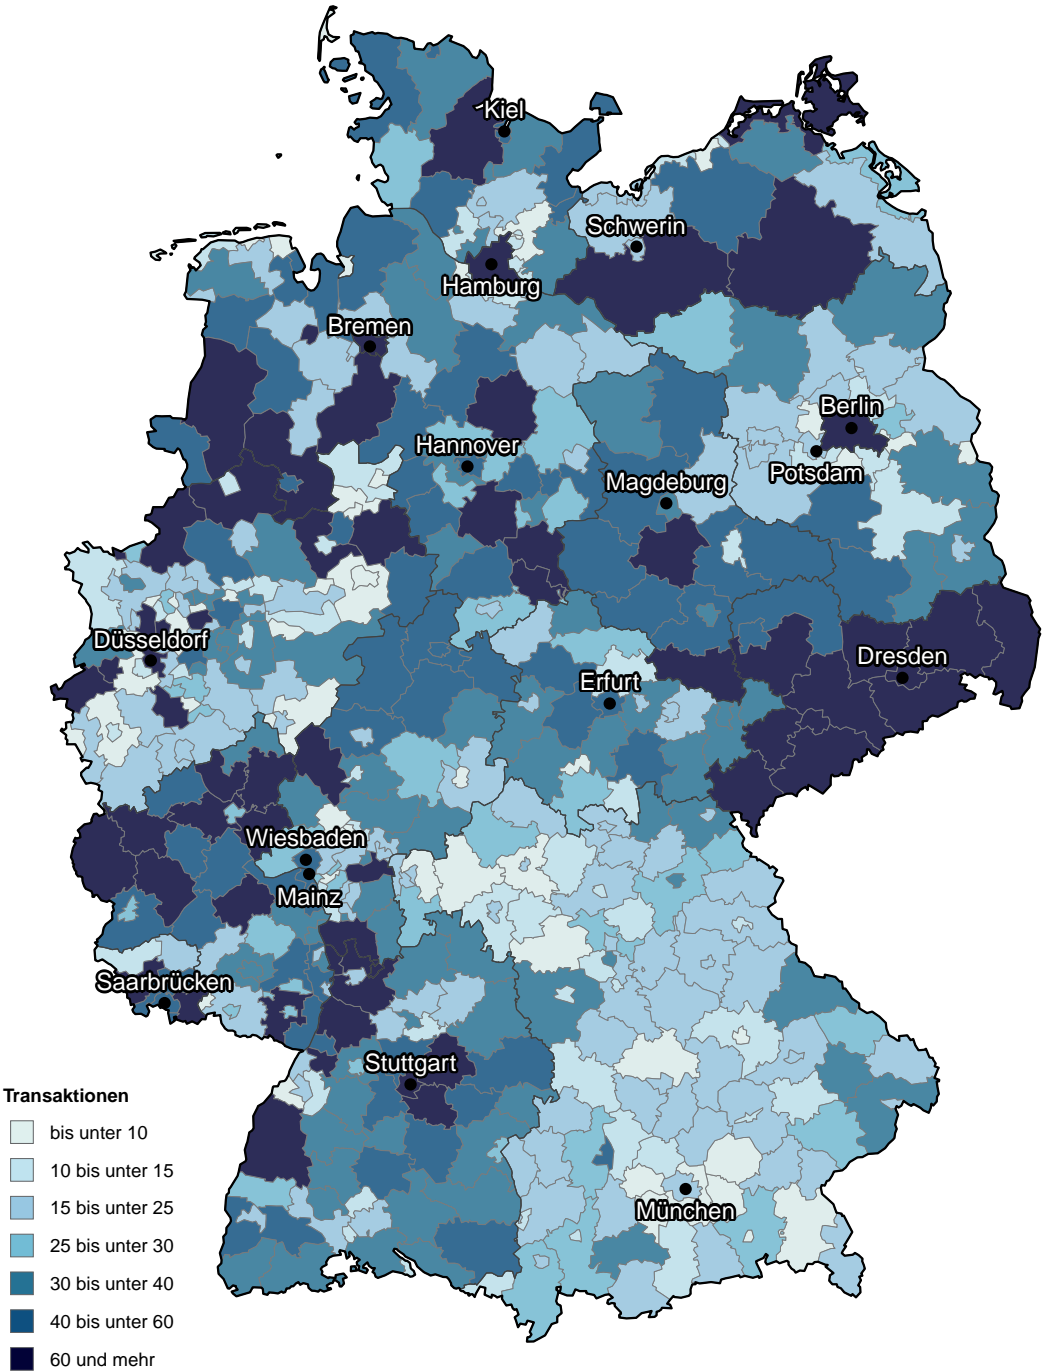 Kiel
Schwerin
Hamburg
Bremen
Berlin
Hannover
Potsdam
Magdeburg
Düsseldorf
Dresden
Erfurt
Wiesbaden
Mainz
Saarbrücken
Stuttgart
München
Transaktionen
bis unter 10
10 bis unter 15
15 bis unter 25
25 bis unter 30
30 bis unter 40
40 bis unter 60
60 und mehr